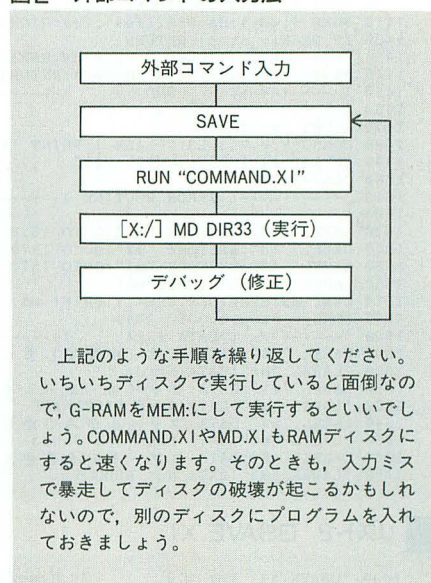 外部コマンド入力
SAVE
RUN “COMMAND.X1”
[X:/] MD DIR33 (実行)
デバッグ (修正)
上記のような手順を繰り返してください。
いちいちディスクで実行していると面倒なの
で, G-RAMをMEM:にして実行するといいでし
ょう。COMMAND.X1やMD.X1もRAMディスクに
すると速くなります。そのときも, 入力ミス
で暴走してディスクの破壊が起こるかもしれ
ないので, 別のディスクにプログラムを入れ
ておきましょう。